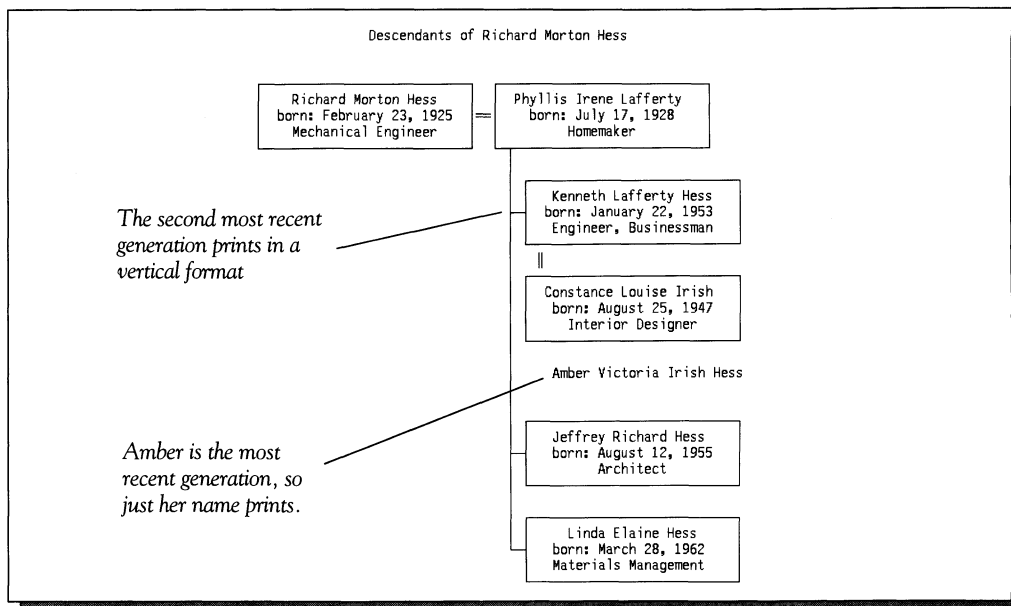 Descendants of Richard Morton Hess
Richard Morton Hess
born: February 23, 1925
Mechanical Engineer
Phyllis Irene Lafferty
born: July 17, 1928
Homemaker
Kenneth Lafferty Hess
born: January 22, 1953
Engineer, Businessman
The second most recent
generation prints in a
vertical format
Constance Louise Irish
born: August 25, 1947
Interior Designer
Amber Victoria Irish Hess
Jeffrey Richard Hess
born: August 12, 1955
Architect
Amber is the most
recent generation, so
just her name prints.
Linda Elaine Hess
born: March 28, 1962
Materials Management